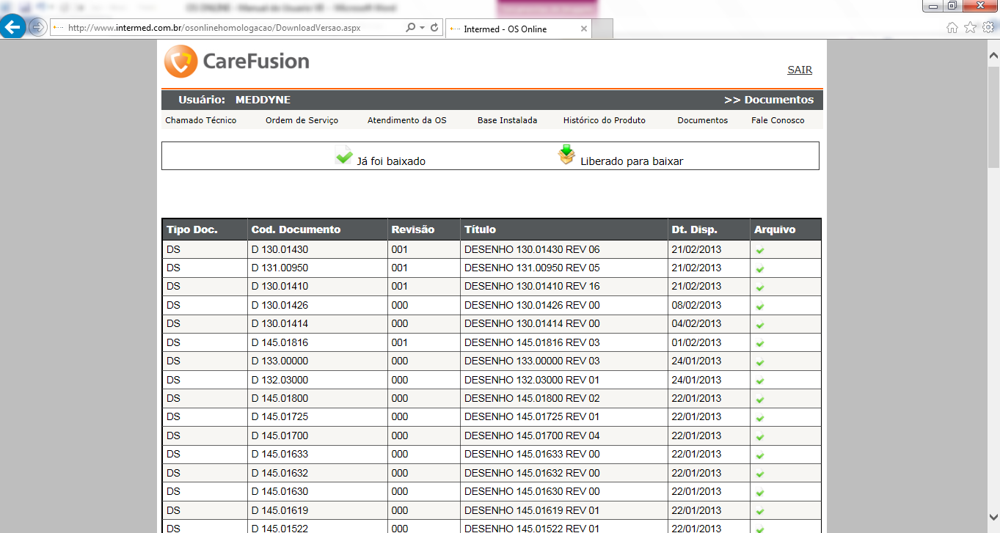 OS ONLINE - Manual do Usuario V8 - Microsoft Word
http://www.intermed.com.br/osonlinehomologacao/DownloadVersao.aspx
Intermed - OS Online
CareFusion
SAIR
Usuário: MEDDYNE >> Documentos
Chamado Técnico Ordem de Serviço Atendimento da OS Base Instalada Histórico do Produto Documentos Fale Conosco
Já foi baixado Liberado para baixar
Tipo Doc. Cod. Documento Revisão Título Dt. Disp. Arquivo
DS D 130.01430 001 DESENHO 130.01430 REV 06 21/02/2013
DS D 131.00950 001 DESENHO 131.00950 REV 05 21/02/2013
DS D 130.01410 001 DESENHO 130.01410 REV 16 21/02/2013
DS D 130.01426 000 DESENHO 130.01426 REV 00 08/02/2013
DS D 130.01414 000 DESENHO 130.01414 REV 00 04/02/2013
DS D 145.01816 001 DESENHO 145.01816 REV 03 01/02/2013
DS D 133.00000 000 DESENHO 133.00000 REV 03 24/01/2013
DS D 132.03000 000 DESENHO 132.03000 REV 01 24/01/2013
DS D 145.01800 000 DESENHO 145.01800 REV 02 22/01/2013
DS D 145.01725 000 DESENHO 145.01725 REV 01 22/01/2013
DS D 145.01700 000 DESENHO 145.01700 REV 04 22/01/2013
DS D 145.01633 000 DESENHO 145.01633 REV 00 22/01/2013
DS D 145.01632 000 DESENHO 145.01632 REV 00 22/01/2013
DS D 145.01630 000 DESENHO 145.01630 REV 00 22/01/2013
DS D 145.01619 000 DESENHO 145.01619 REV 01 22/01/2013
DS D 145.01522 000 DESENHO 145.01522 REV 01 22/01/2013